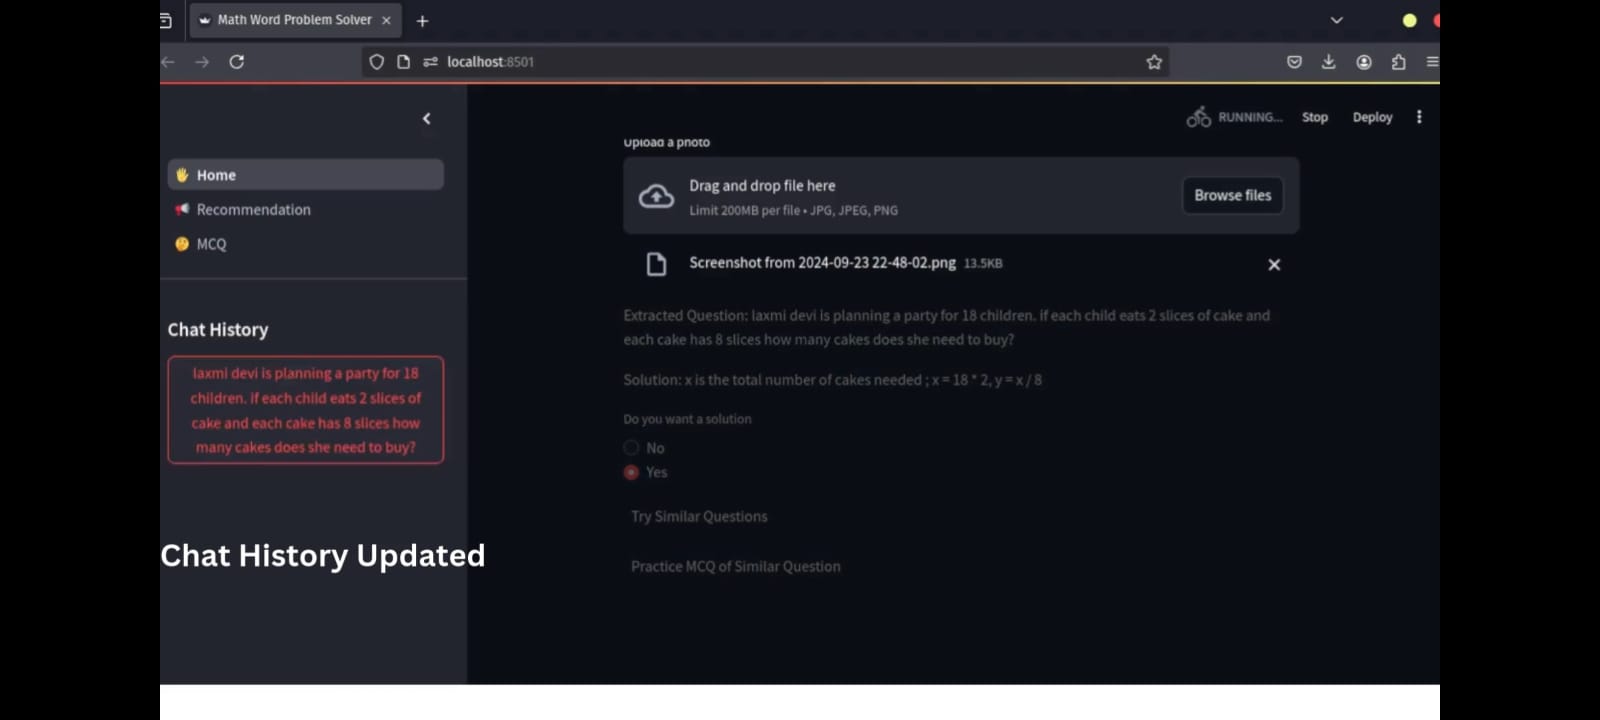 Math Word Problem Solver
localhost:8501
RUNNING...
Stop
Deploy
Home
Recommendation
MCQ
Chat History
laxmi devi is planning a party for 18
children. if each child eats 2 slices of
cake and each cake has 8 slices how
many cakes does she need to buy?
Chat History Updated
Upload a photo
Drag and drop file here
Limit 200MB per file • JPG, JPEG, PNG
Browse files
Screenshot from 2024-09-23 22-48-02.png 13.5KB
Extracted Question: laxmi devi is planning a party for 18 children. if each child eats 2 slices of cake and
each cake has 8 slices how many cakes does she need to buy?
Solution: x is the total number of cakes needed ; x = 18 * 2, y = x / 8
Do you want a solution
No
Yes
Try Similar Questions
Practice MCQ of Similar Question